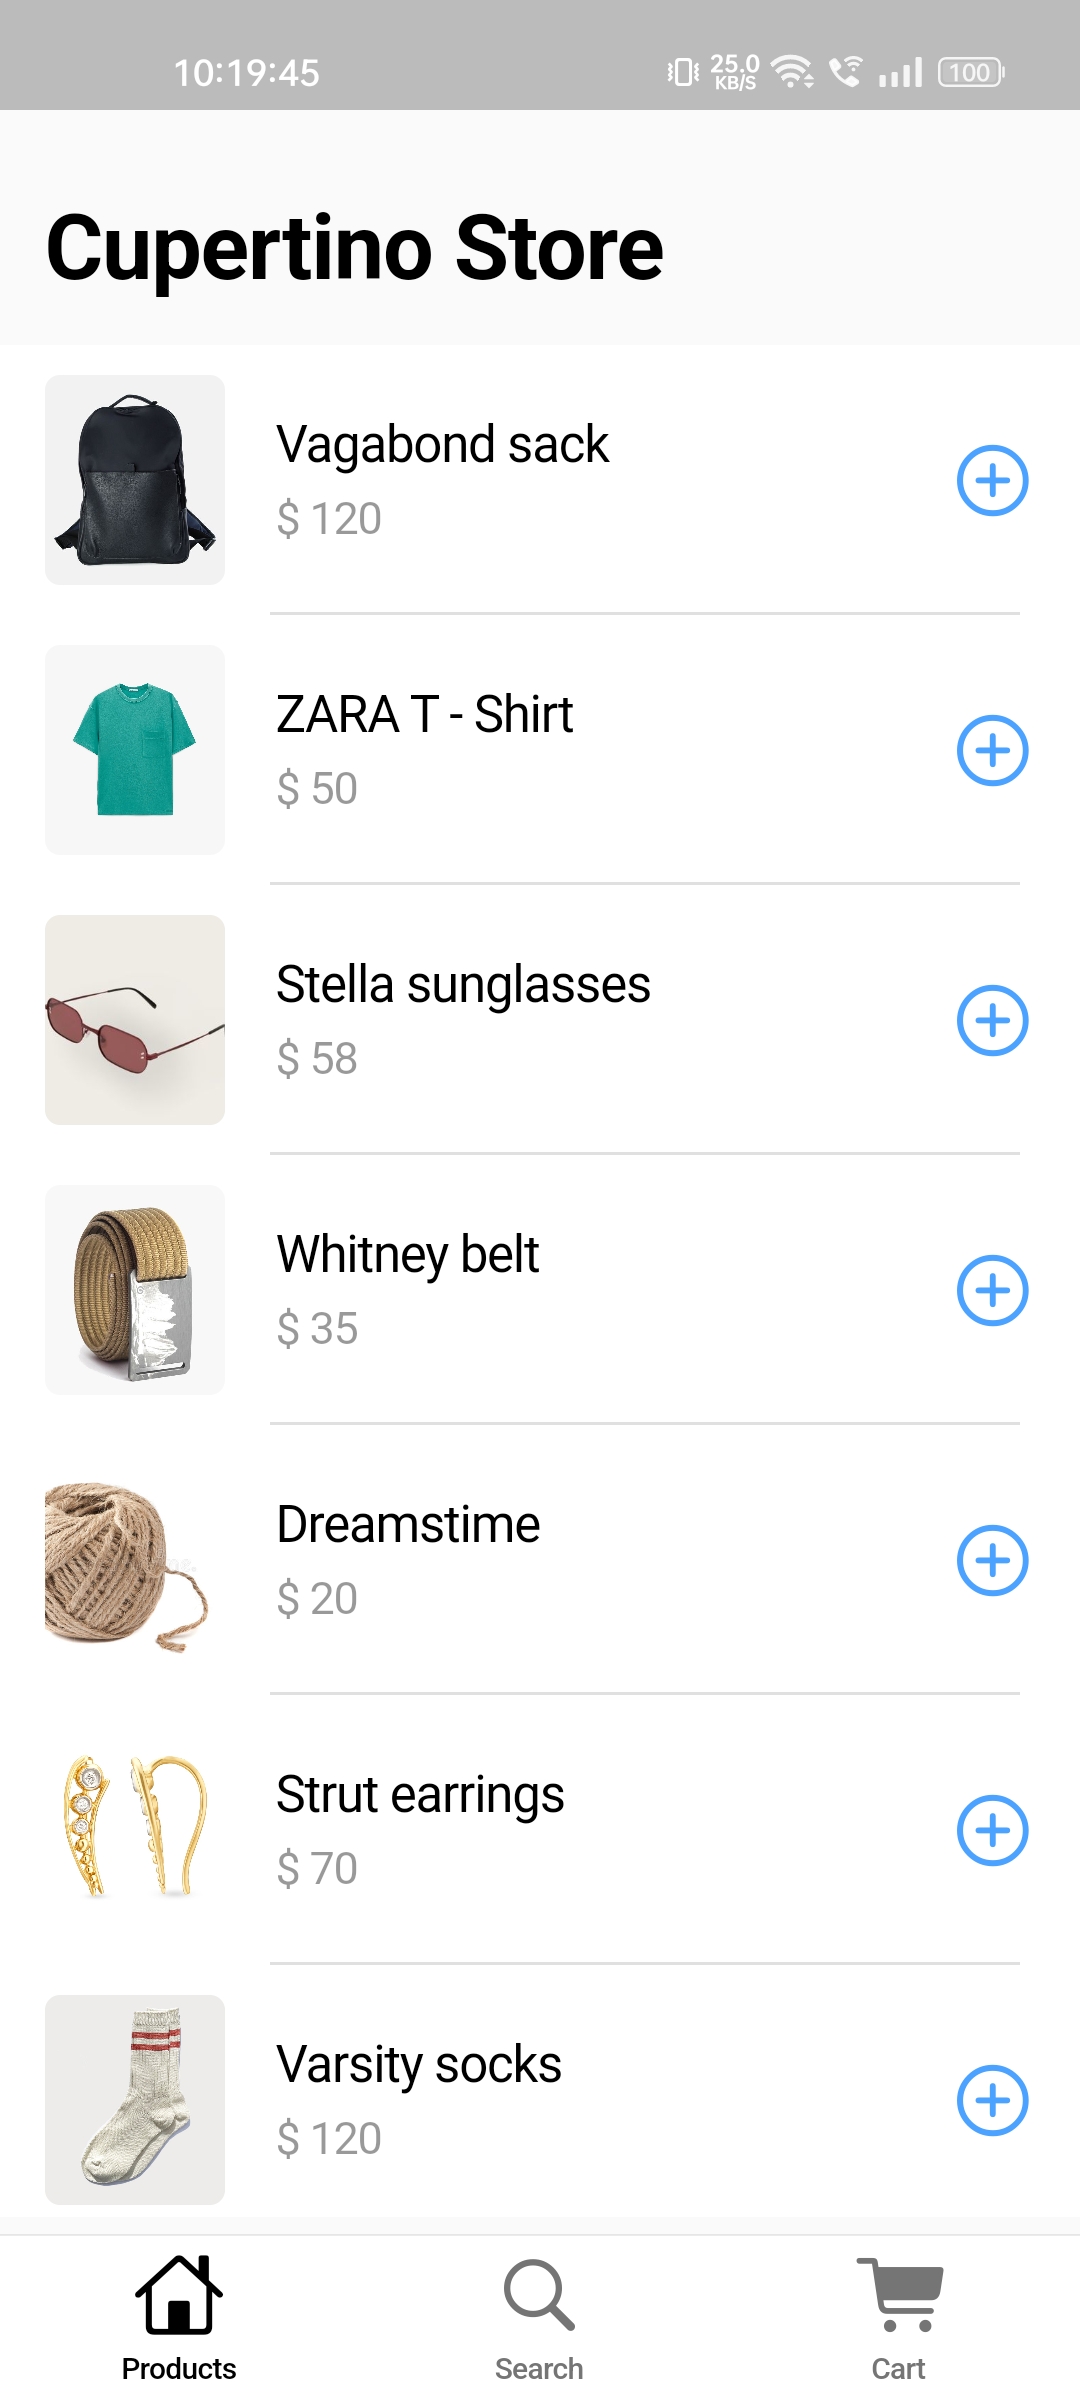 10:19:45
25.0
KB/S
100
Cupertino Store
Vagabond sack
$ 120
ZARA T - Shirt
$ 50
Stella sunglasses
$ 58
Whitney belt
$ 35
Dreamstime
$ 20
Strut earrings
$ 70
Varsity socks
$ 120
Products
Search
Cart